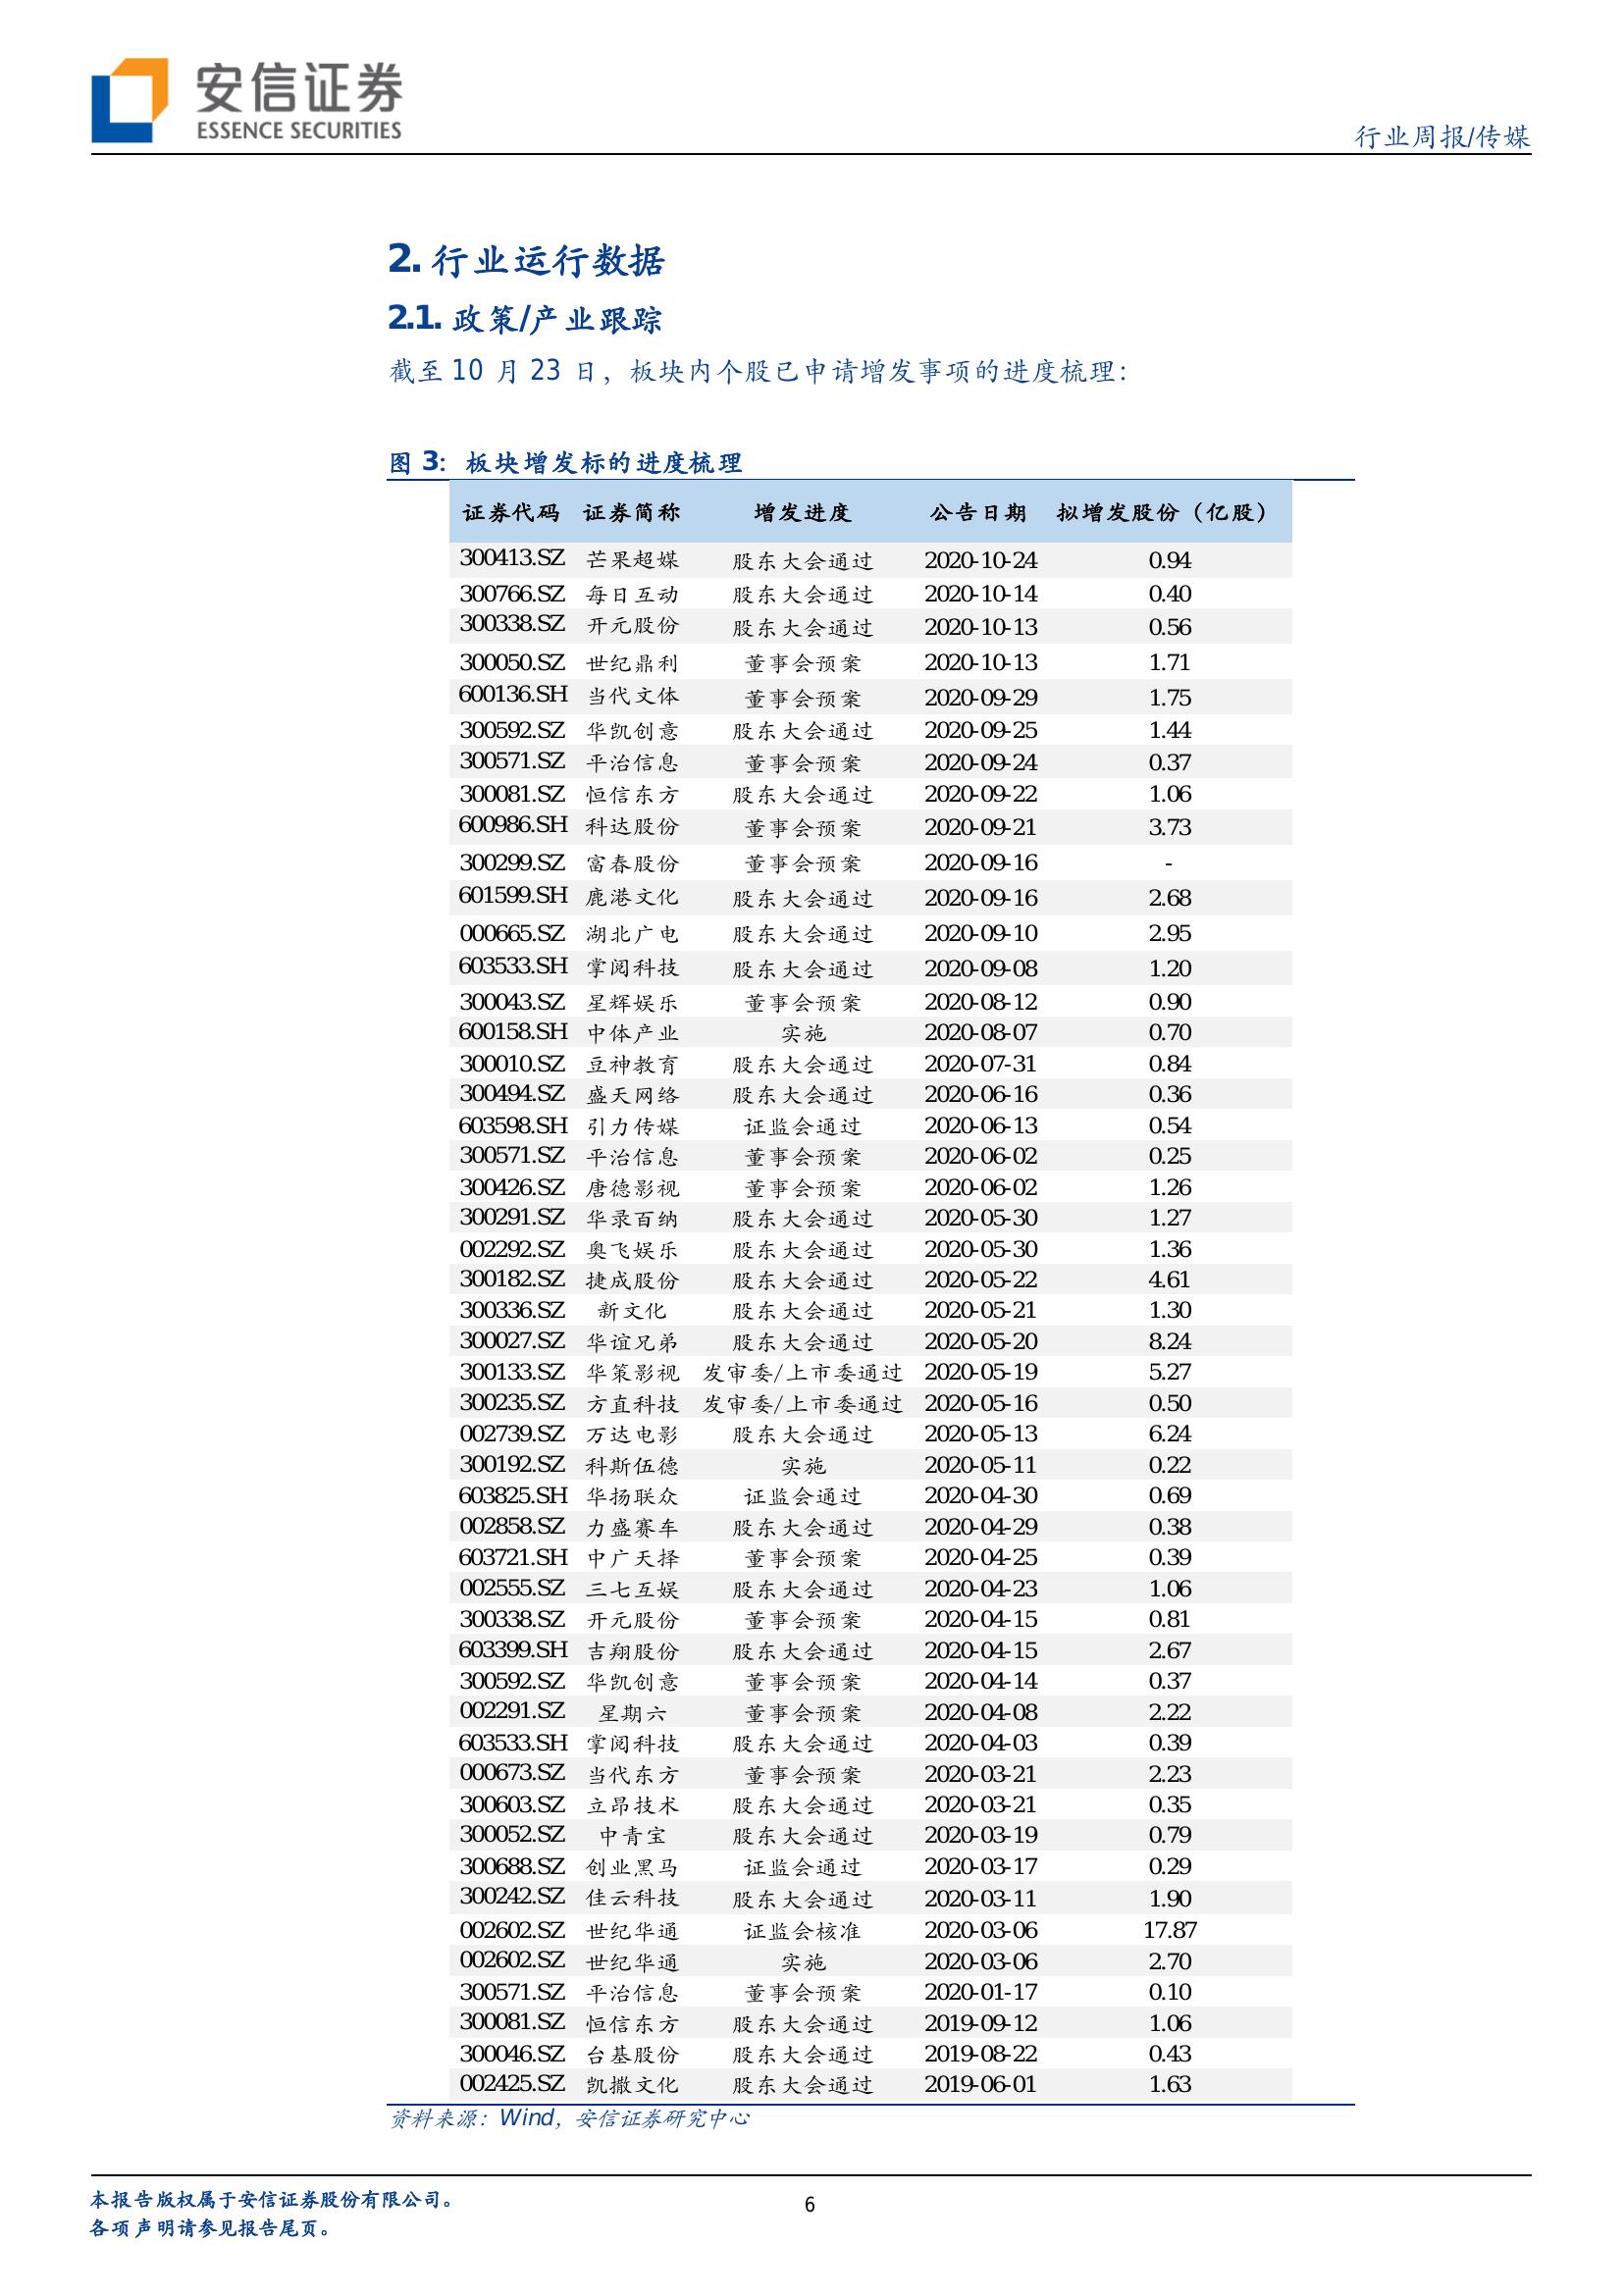 安信证券
ESSENCE SECURITIES
行业周报/传媒
2. 行业运行数据
2.1. 政策/产业跟踪
截至 10 月 23 日，板块内个股已申请增发事项的进度梳理：
图 3：板块增发标的进度梳理
证券代码 证券简称 增发进度 公告日期 拟增发股份（亿股）
300413.SZ 芒果超媒 股东大会通过 2020-10-24 0.94
300766.SZ 每日互动 股东大会通过 2020-10-14 0.40
300338.SZ 开元股份 股东大会通过 2020-10-13 0.56
300050.SZ 世纪鼎利 董事会预案 2020-10-13 1.71
600136.SH 当代文体 董事会预案 2020-09-29 1.75
300592.SZ 华凯创意 股东大会通过 2020-09-25 1.44
300571.SZ 平治信息 董事会预案 2020-09-24 0.37
300081.SZ 恒信东方 股东大会通过 2020-09-22 1.06
600986.SH 科达股份 董事会预案 2020-09-21 3.73
300299.SZ 富春股份 董事会预案 2020-09-16 -
601599.SH 鹿港文化 股东大会通过 2020-09-16 2.68
000665.SZ 湖北广电 股东大会通过 2020-09-10 2.95
603533.SH 掌阅科技 股东大会通过 2020-09-08 1.20
300043.SZ 星辉娱乐 董事会预案 2020-08-12 0.90
600158.SH 中体产业 实施 2020-08-07 0.70
300010.SZ 豆神教育 股东大会通过 2020-07-31 0.84
300494.SZ 盛天网络 股东大会通过 2020-06-16 0.36
603598.SH 引力传媒 证监会通过 2020-06-13 0.54
300571.SZ 平治信息 董事会预案 2020-06-02 0.25
300426.SZ 唐德影视 董事会预案 2020-06-02 1.26
300291.SZ 华录百纳 股东大会通过 2020-05-30 1.27
002292.SZ 奥飞娱乐 股东大会通过 2020-05-30 1.36
300182.SZ 捷成股份 股东大会通过 2020-05-22 4.61
300336.SZ 新文化 股东大会通过 2020-05-21 1.30
300027.SZ 华谊兄弟 股东大会通过 2020-05-20 8.24
300133.SZ 华策影视 发审委/上市委通过 2020-05-19 5.27
300235.SZ 方直科技 发审委/上市委通过 2020-05-16 0.50
002739.SZ 万达电影 股东大会通过 2020-05-13 6.24
300192.SZ 科斯伍德 实施 2020-05-11 0.22
603825.SH 华扬联众 证监会通过 2020-04-30 0.69
002858.SZ 力盛赛车 股东大会通过 2020-04-29 0.38
603721.SH 中广天择 董事会预案 2020-04-25 0.39
002555.SZ 三七互娱 股东大会通过 2020-04-23 1.06
300338.SZ 开元股份 董事会预案 2020-04-15 0.81
603399.SH 吉翔股份 股东大会通过 2020-04-15 2.67
300592.SZ 华凯创意 董事会预案 2020-04-14 0.37
002291.SZ 星期六 董事会预案 2020-04-08 2.22
603533.SH 掌阅科技 股东大会通过 2020-04-03 0.39
000673.SZ 当代东方 董事会预案 2020-03-21 2.23
300603.SZ 立昂技术 股东大会通过 2020-03-21 0.35
300052.SZ 中青宝 股东大会通过 2020-03-19 0.79
300688.SZ 创业黑马 证监会通过 2020-03-17 0.29
300242.SZ 佳云科技 股东大会通过 2020-03-11 1.90
002602.SZ 世纪华通 证监会核准 2020-03-06 17.87
002602.SZ 世纪华通 实施 2020-03-06 2.70
300571.SZ 平治信息 董事会预案 2020-01-17 0.10
300081.SZ 恒信东方 股东大会通过 2019-09-12 1.06
300046.SZ 台基股份 股东大会通过 2019-08-22 0.43
002425.SZ 凯撒文化 股东大会通过 2019-06-01 1.63
资料来源：Wind，安信证券研究中心
本报告版权属于安信证券股份有限公司。
各项声明请参见报告尾页。
6